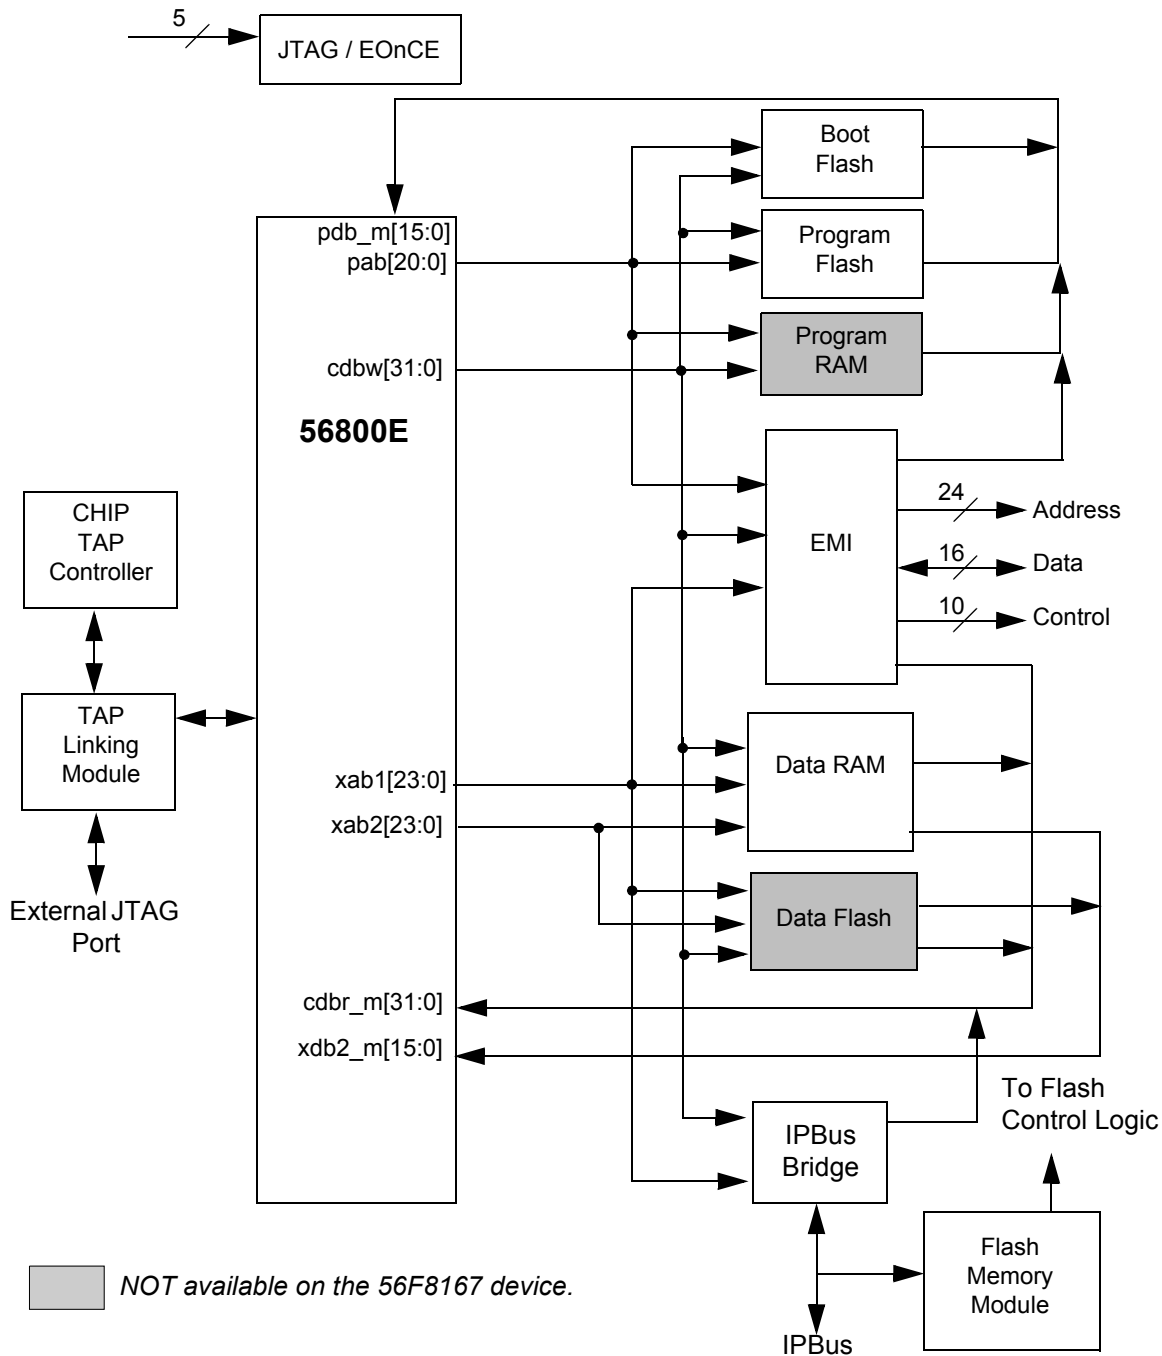 5
JTAG / EOnCE
Boot
Flash
pdb_m[15:0]
pab[20:0]
Program
Flash
Program
RAM
cdbw[31:0]
56800E
CHIP
TAP
Controller
EMI
24
Address
16
Data
10
Control
TAP
Linking
Module
xab1[23:0]
xab2[23:0]
Data RAM
External JTAG
Port
Data Flash
cdbr_m[31:0]
xdb2_m[15:0]
To Flash
Control Logic
IPBus
Bridge
Flash
Memory
Module
NOT available on the 56F8167 device.
IPBus